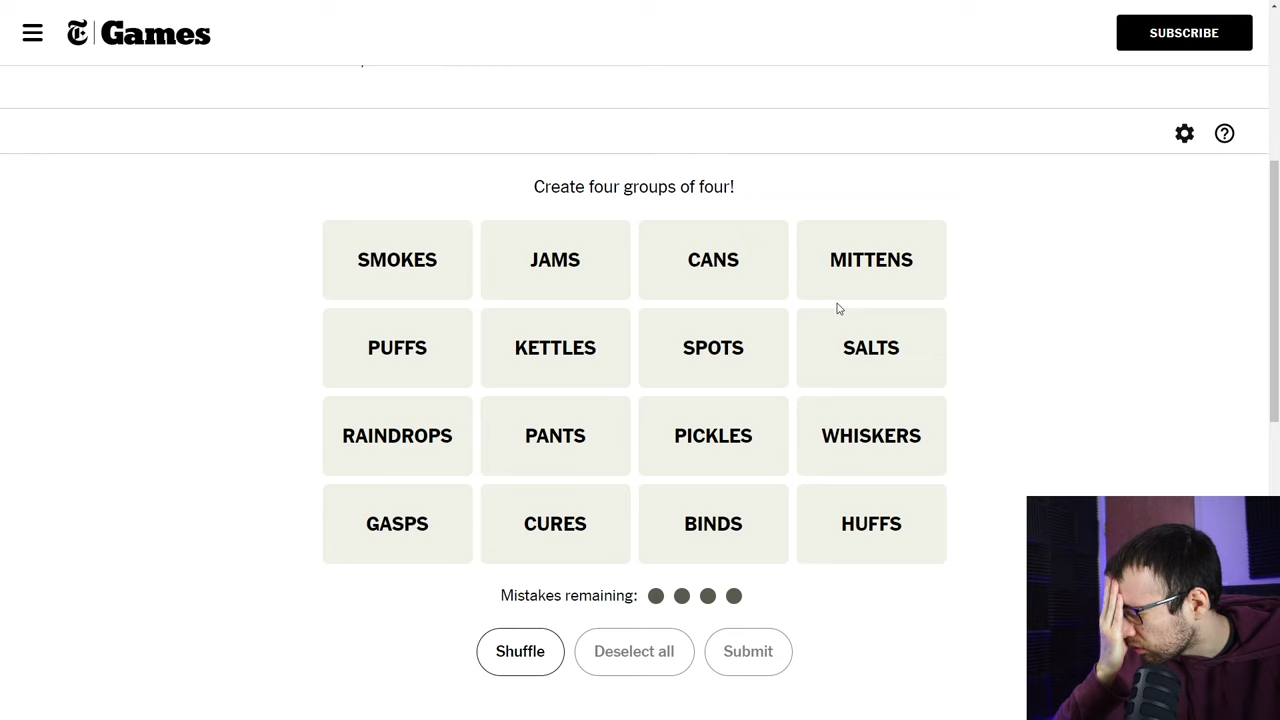 T Games
SUBSCRIBE
Create four groups of four!
SMOKES JAMS CANS MITTENS
PUFFS KETTLES SPOTS SALTS
RAINDROPS PANTS PICKLES WHISKERS
GASPS CURES BINDS HUFFS
Mistakes remaining:
Shuffle Deselect all Submit